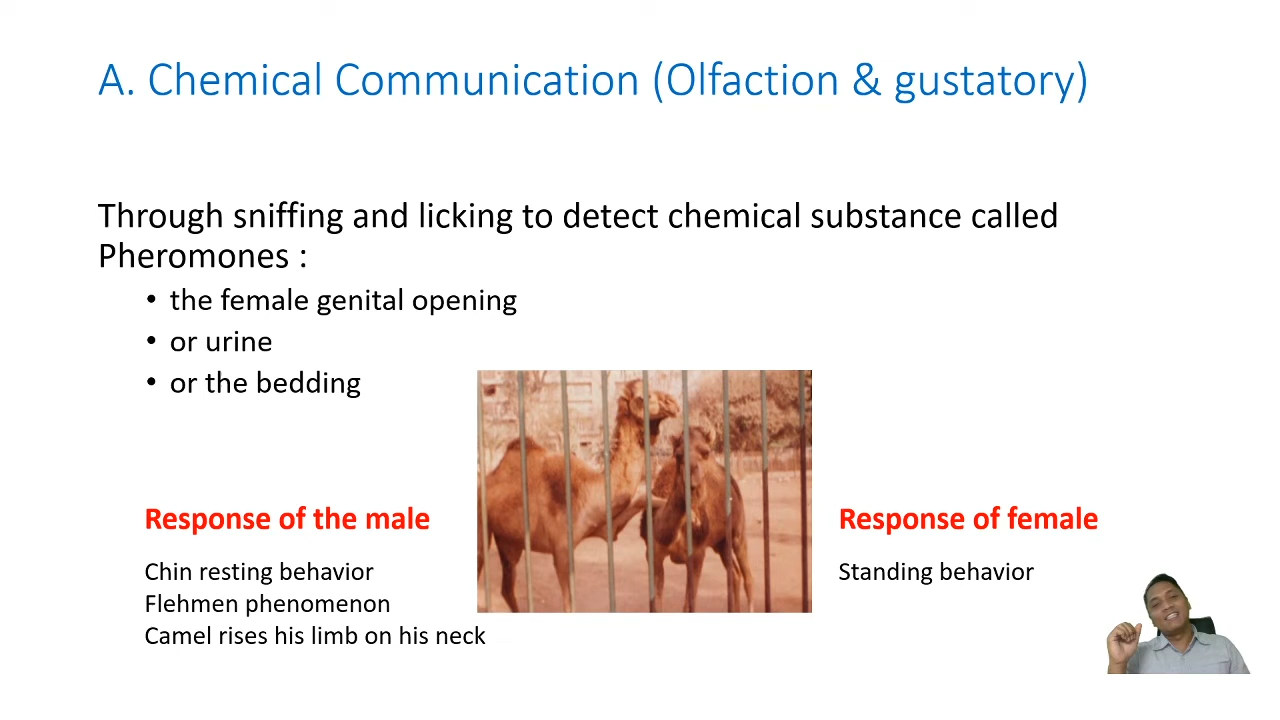 A. Chemical Communication (Olfaction & gustatory)
Through sniffing and licking to detect chemical substance called
Pheromones :
• the female genital opening
• or urine
• or the bedding
Response of the male
Chin resting behavior
Flehmen phenomenon
Camel rises his limb on his neck
Response of female
Standing behavior